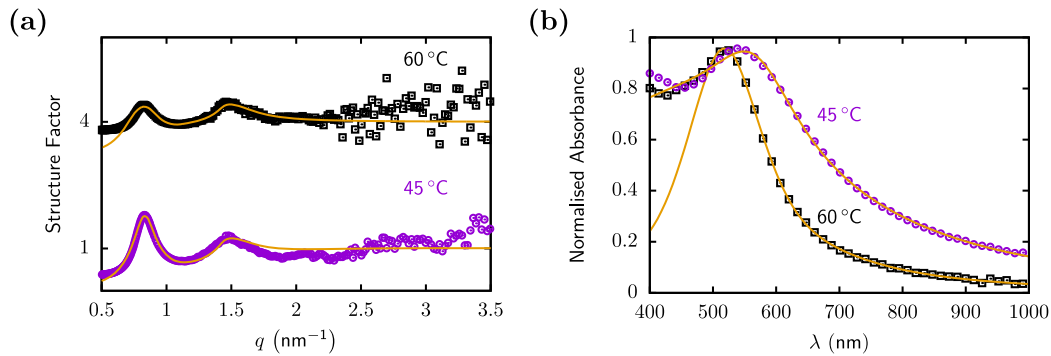 (a)
Structure Factor
4
1
60 °C
45 °C
0.5 1 1.5 2 2.5 3 3.5
q (nm⁻¹)
(b)
Normalised Absorbance
1
0.8
0.6
0.4
0.2
0
45 °C
60 °C
400 500 600 700 800 900 1000
λ (nm)